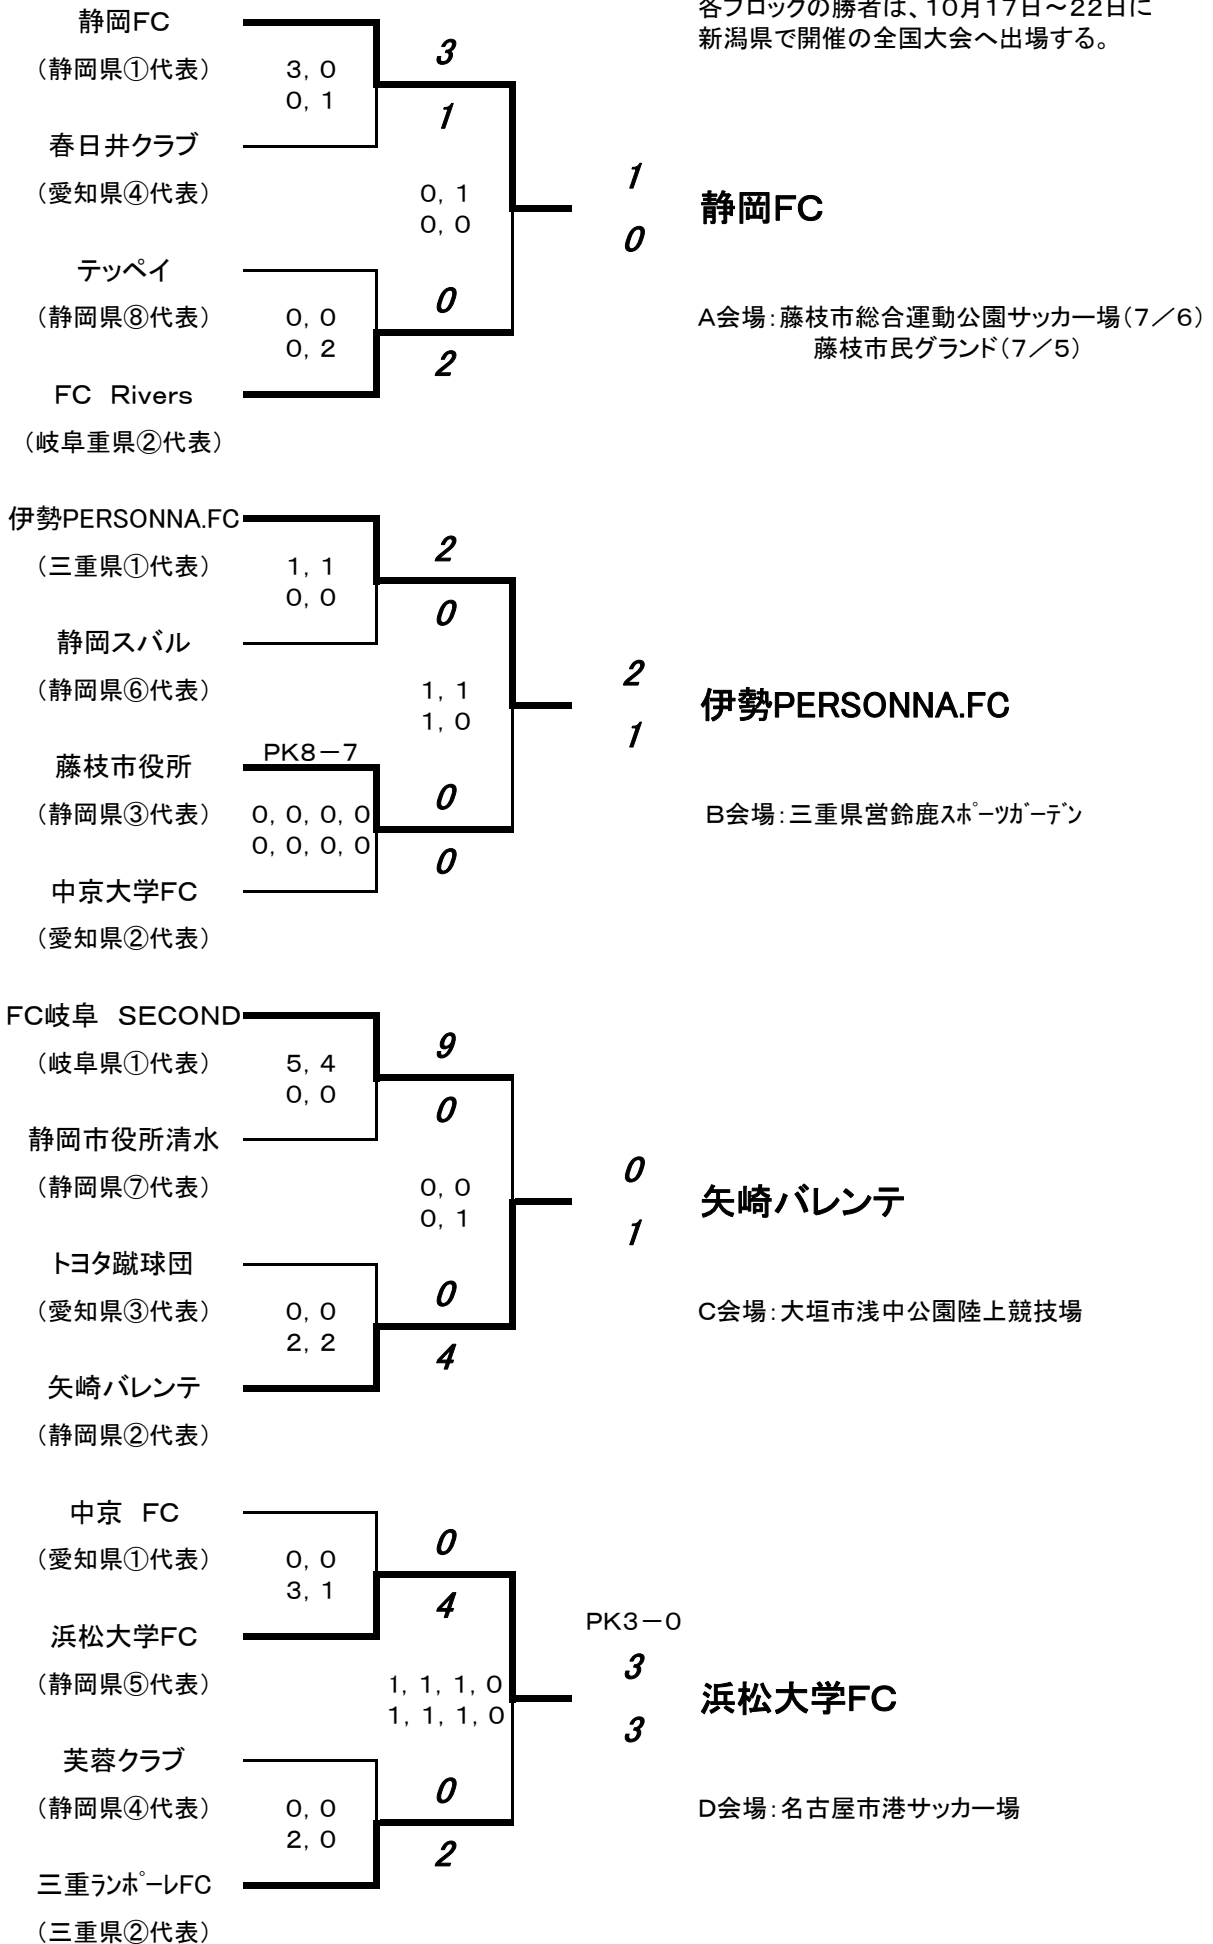 各ブロックの勝者は、10月17日～22日に
新潟県で開催の全国大会へ出場する。
静岡FC
(静岡県①代表)
3, 0
0, 1
3
1
春日井クラブ
(愛知県④代表)
0, 1
0, 0
1
0
静岡FC
テッペイ
(静岡県⑧代表)
0, 0
0, 2
0
2
FC Rivers
(岐阜重県②代表)
A会場：藤枝市総合運動公園サッカー場（7／6）
藤枝市民グランド（7／5）
伊勢PERSONNA.FC
(三重県①代表)
1, 1
0, 0
2
0
静岡スバル
(静岡県⑥代表)
1, 1
1, 0
2
1
伊勢PERSONNA.FC
PK8－7
藤枝市役所
(静岡県③代表)
0, 0, 0, 0
0, 0, 0, 0
0
0
中京大学FC
(愛知県②代表)
B会場：三重県営鈴鹿スポーツガーデン
FC岐阜 SECOND
(岐阜県①代表)
5, 4
0, 0
9
0
静岡市役所清水
(静岡県⑦代表)
0, 0
0, 1
0
1
矢崎バレンテ
トヨタ蹴球団
(愛知県③代表)
0, 0
2, 2
0
4
矢崎バレンテ
(静岡県②代表)
C会場：大垣市浅中公園陸上競技場
中京 FC
(愛知県①代表)
0, 0
3, 1
0
4
浜松大学FC
(静岡県⑤代表)
1, 1, 1, 0
1, 1, 1, 0
PK3－0
3
3
浜松大学FC
芙蓉クラブ
(静岡県④代表)
0, 0
2, 0
0
2
三重ランポーレFC
(三重県②代表)
D会場：名古屋市港サッカー場